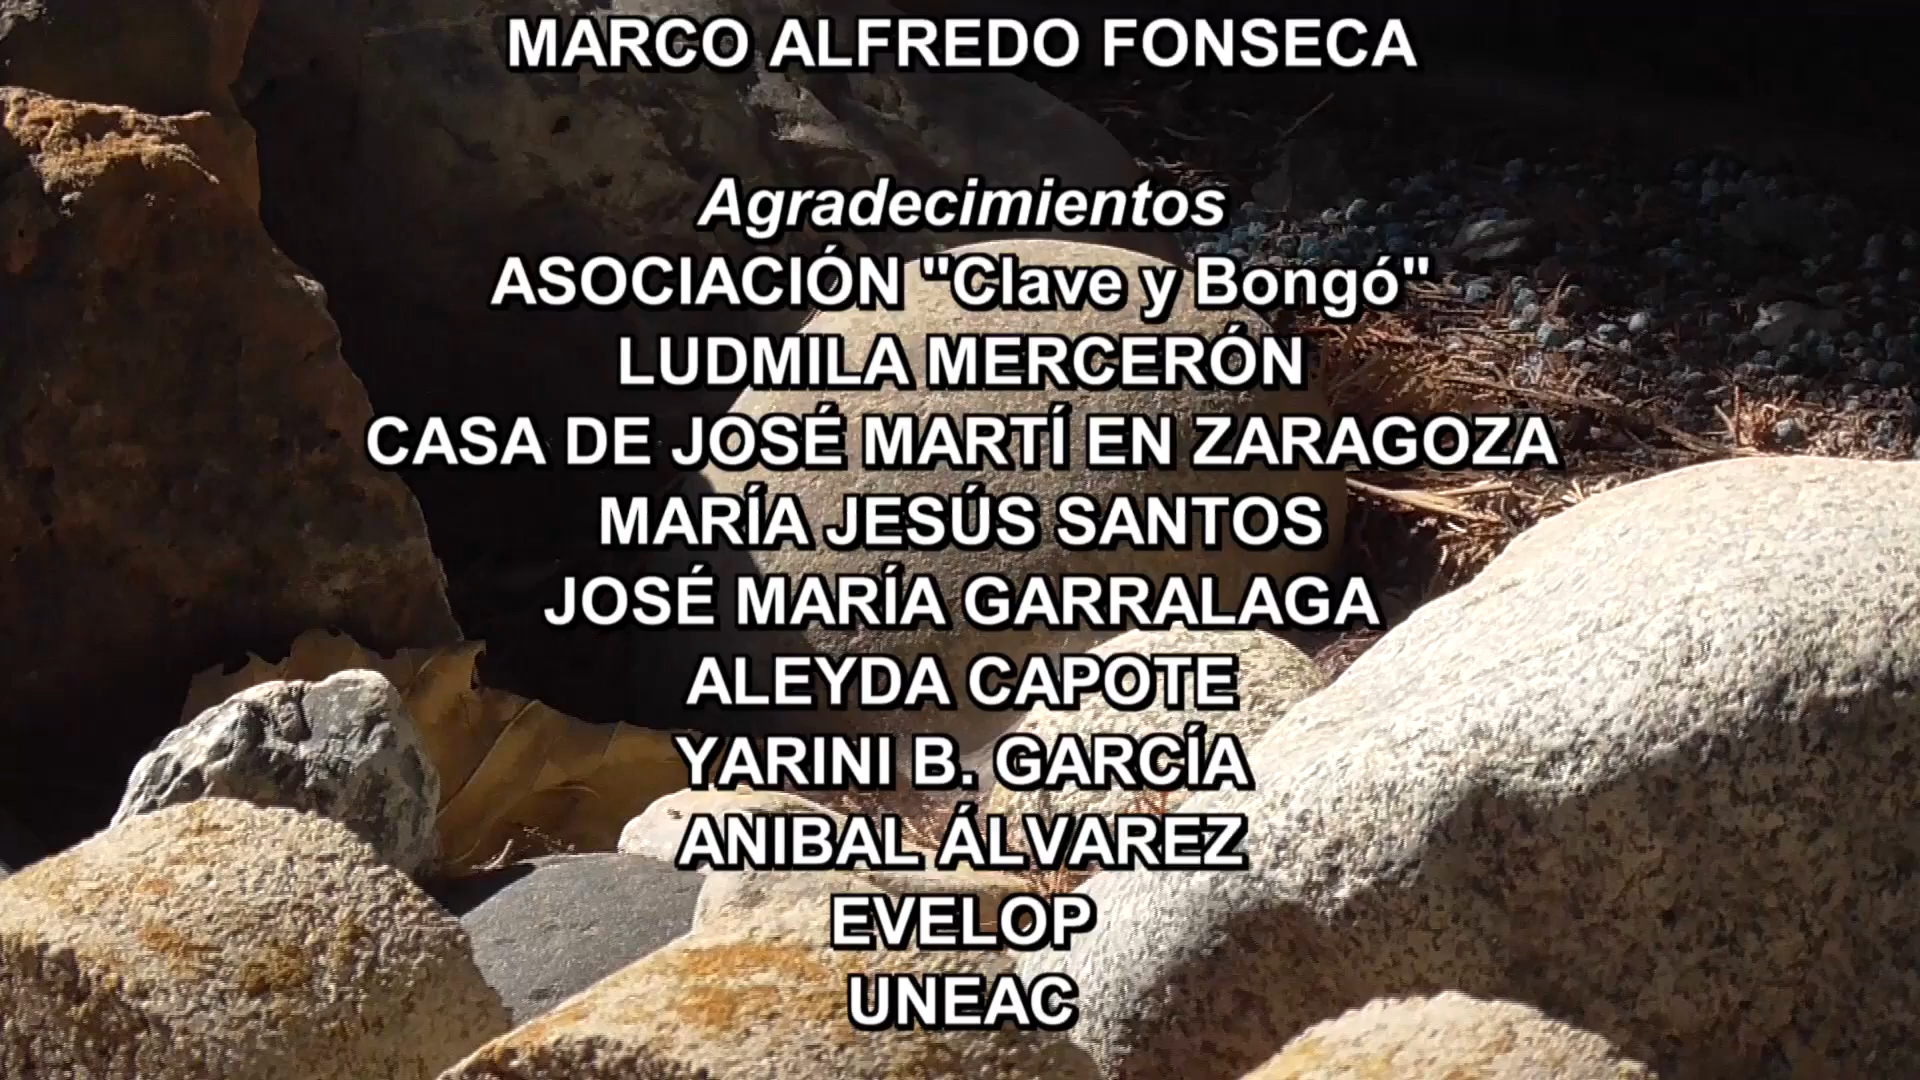 MARCO ALFREDO FONSECA
Agradecimientos
ASOCIACIÓN "Clave y Bongó"
LUDMILA MERCERÓN
CASA DE JOSÉ MARTÍ EN ZARAGOZA
MARÍA JESÚS SANTOS
JOSÉ MARÍA GARRALAGA
ALEYDA CAPOTE
YARINI B. GARCÍA
ANIBAL ÁLVAREZ
EVELOP
UNEAC